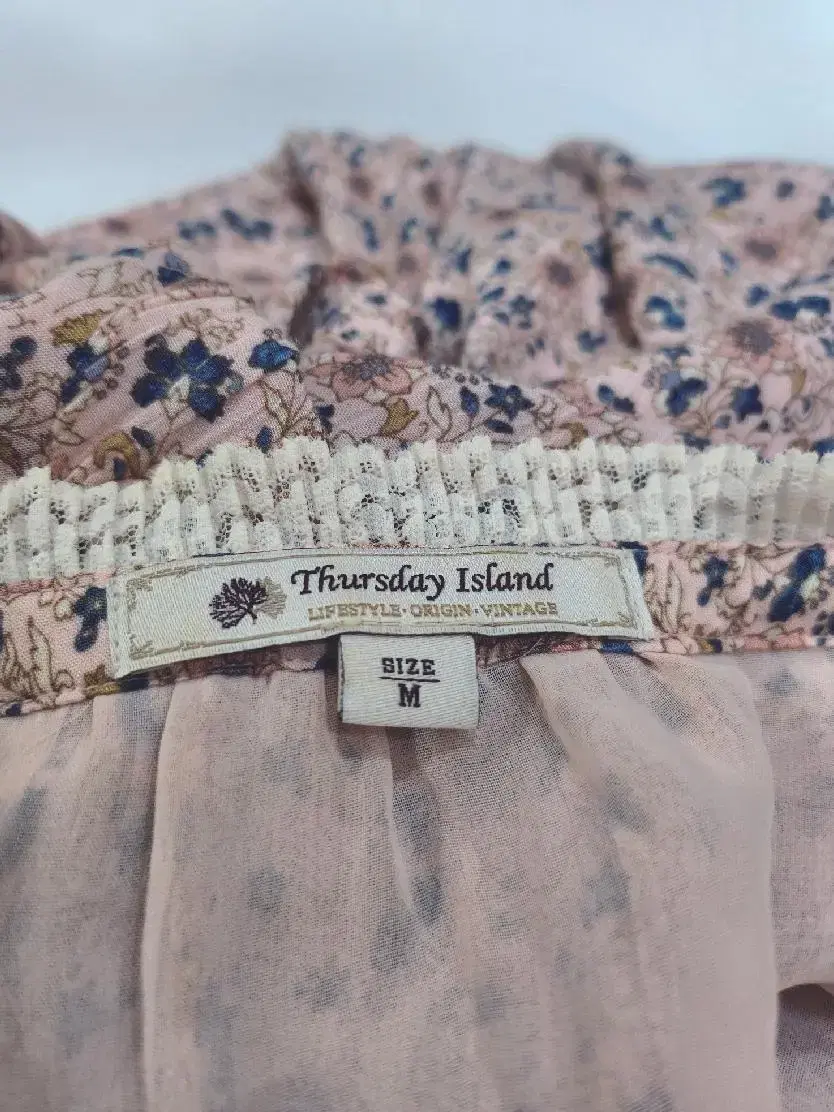 Thursday Island
LIFESTYLE·ORIGIN·VINTAGE
SIZE
M